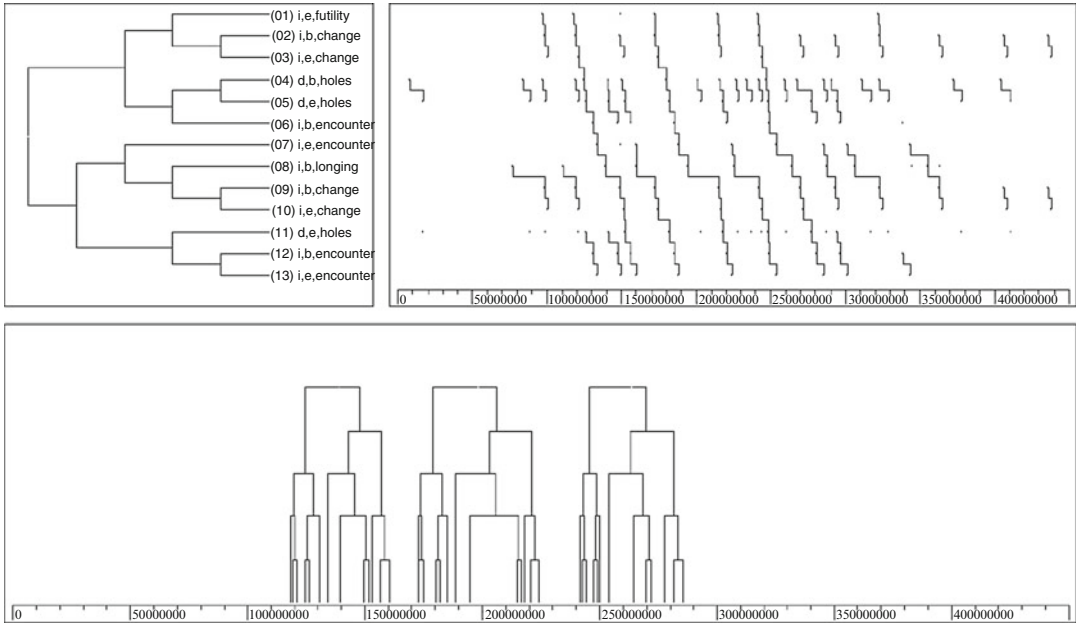 (01) i,e,futility
(02) i,b,change
(03) i,e,change
(04) d,b,holes
(05) d,e,holes
(06) i,b,encounter
(07) i,e,encounter
(08) i,b,longing
(09) i,b,change
(10) i,e,change
(11) d,e,holes
(12) i,b,encounter
(13) i,e,encounter
0 50000000 100000000 150000000 200000000 250000000 300000000 350000000 400000000
0 50000000 100000000 150000000 200000000 250000000 300000000 350000000 400000000